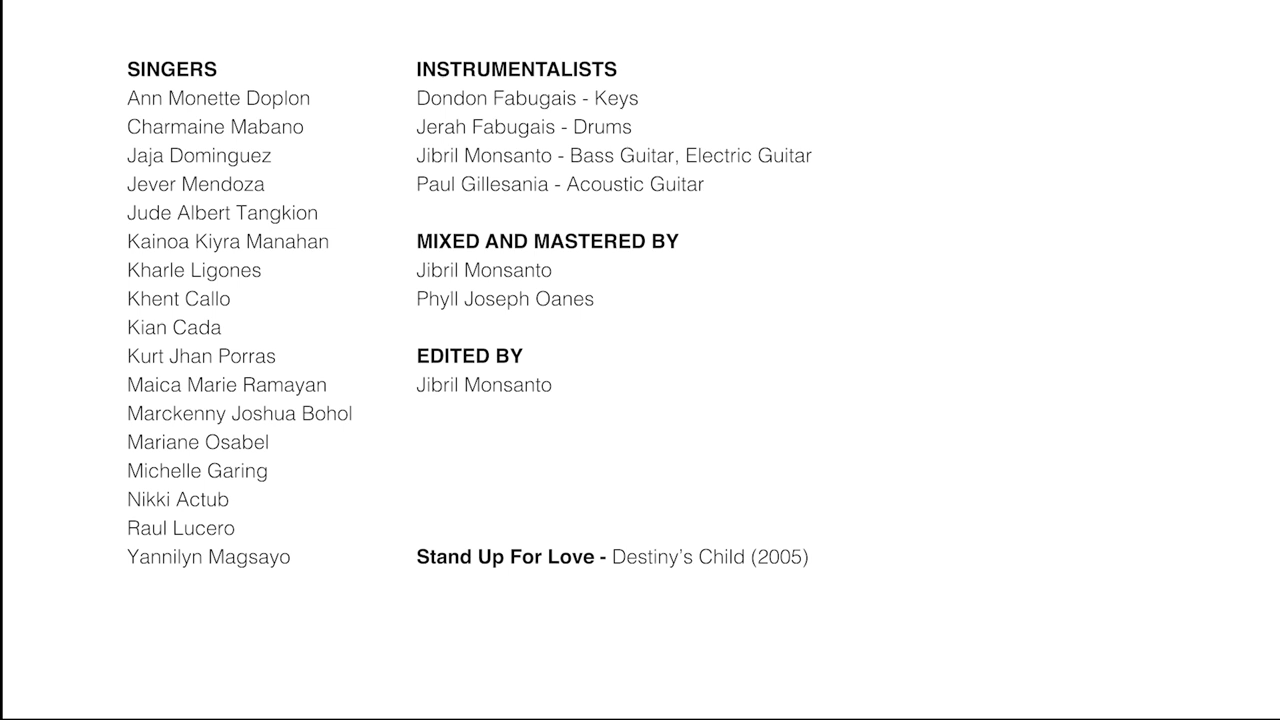 SINGERS
Ann Monette Doplon
Charmaine Mabano
Jaja Dominguez
Jever Mendoza
Jude Albert Tangkion
Kainoa Kiyra Manahan
Kharle Ligones
Khent Callo
Kian Cada
Kurt Jhan Porras
Maica Marie Ramayan
Marckenny Joshua Bohol
Mariane Osabel
Michelle Garing
Nikki Actub
Raul Lucero
Yannilyn Magsayo
INSTRUMENTALISTS
Dondon Fabugais - Keys
Jerah Fabugais - Drums
Jibril Monsanto - Bass Guitar, Electric Guitar
Paul Gillesania - Acoustic Guitar
MIXED AND MASTERED BY
Jibril Monsanto
Phyll Joseph Oanes
EDITED BY
Jibril Monsanto
Stand Up For Love - Destiny’s Child (2005)